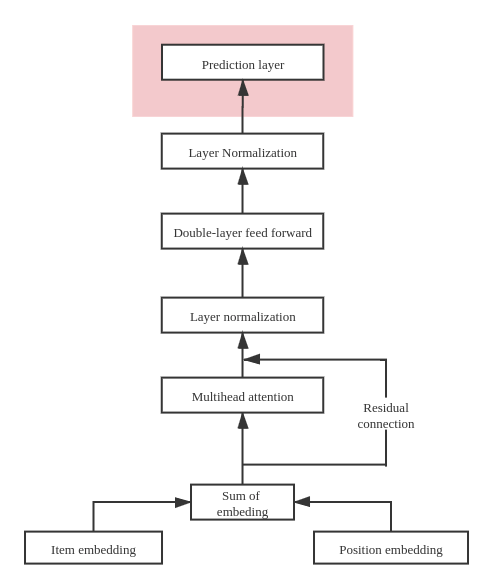 Prediction layer
Layer Normalization
Double-layer feed forward
Layer normalization
Multihead attention
Residual
connection
Sum of
embeding
Item embedding
Position embedding